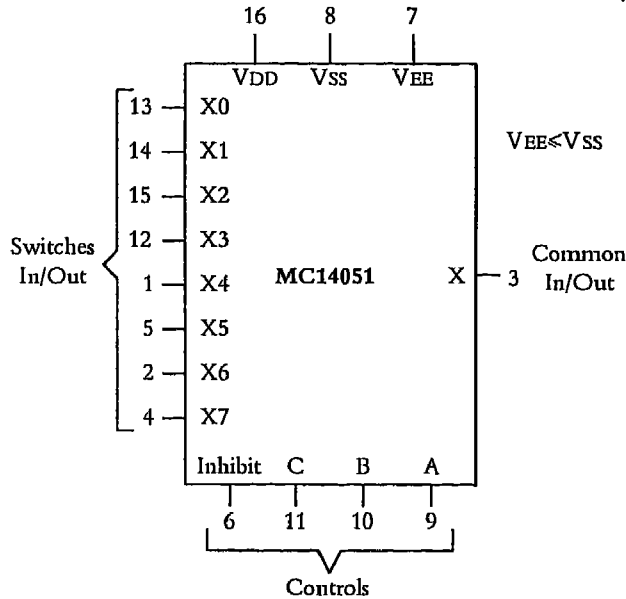 16 8 7
VDD VSS VEE
13 X0
14 X1
VEE≤VSS
15 X2
12 X3
Switches
In/Out
MC14051
X 3
Common
In/Out
1 X4
5 X5
2 X6
4 X7
Inhibit C B A
6 11 10 9
Controls